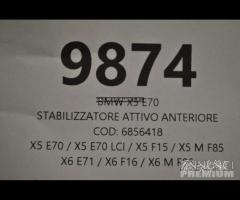 9874
BMW X5 E70
STABILIZZATORE ATTIVO ANTERIORE
COD: 6856418
X5 E70 / X5 E70 LCI / X5 F15 / X5 M F85
X6 E71 / X6 F16 / X6 M
PREMIUM